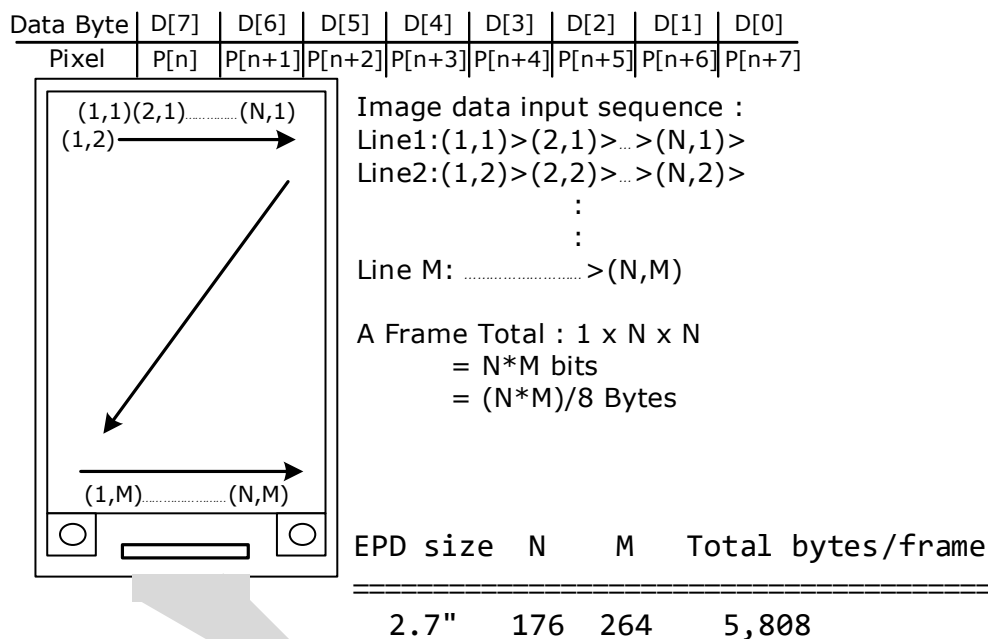 Data Byte D[7] D[6] D[5] D[4] D[3] D[2] D[1] D[0]
Pixel P[n] P[n+1] P[n+2] P[n+3] P[n+4] P[n+5] P[n+6] P[n+7]
(1,1)(2,1)...............(N,1)
(1,2)
Image data input sequence :
Line1:(1,1)>(2,1)>...>(N,1)>
Line2:(1,2)>(2,2)>...>(N,2)>
:
:
Line M: ........................... >(N,M)
A Frame Total : 1 x N x N
= N*M bits
= (N*M)/8 Bytes
(1,M)........................(N,M)
EPD size N M Total bytes/frame
========================================
2.7" 176 264 5,808